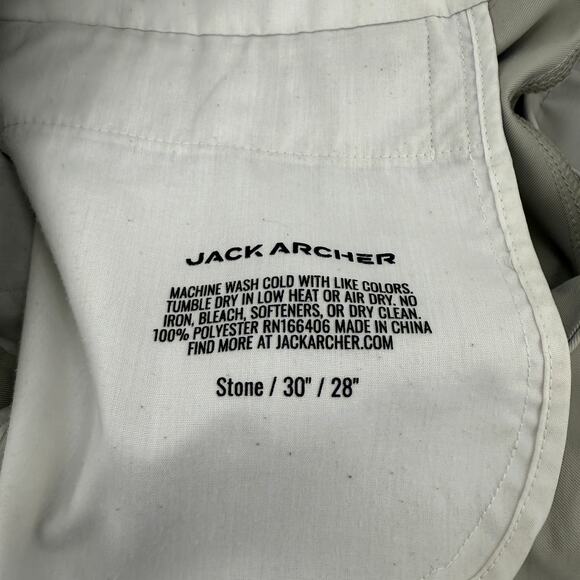 JACK ARCHER
MACHINE WASH COLD WITH LIKE COLORS.
TUMBLE DRY IN LOW HEAT OR AIR DRY. NO
IRON, BLEACH, SOFTENERS, OR DRY CLEAN.
100% POLYESTER RN166406 MADE IN CHINA
FIND MORE AT JACKARCHER.COM
Stone / 30" / 28"